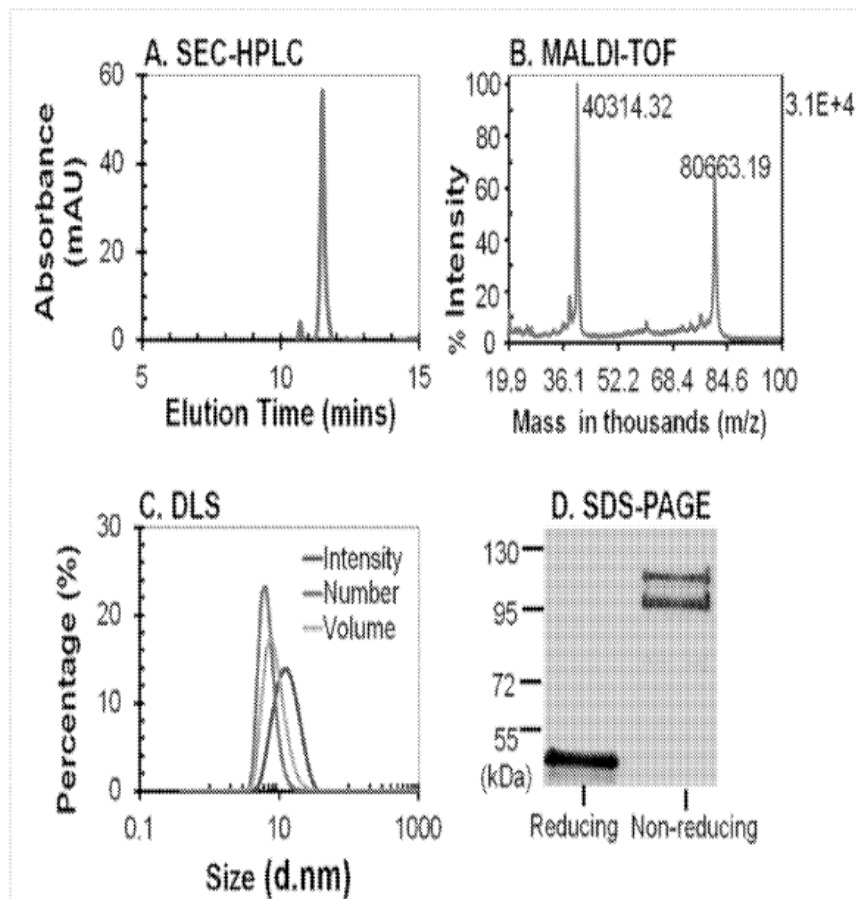 A. SEC-HPLC
60
40
20
0
5
10
15
Absorbance
(mAU)
Elution Time (mins)
B. MALDI-TOF
100
80
60
40
20
0
40314.32
80663.19
3.1E+4
% Intensity
19.9 36.1 52.2 68.4 84.6 100
Mass in thousands (m/z)
C. DLS
30
20
10
0
Intensity
Number
Volume
Percentage (%)
0.1 10 1000
Size (d.nm)
D. SDS-PAGE
130
95
72
55
(kDa)
Reducing Non-reducing